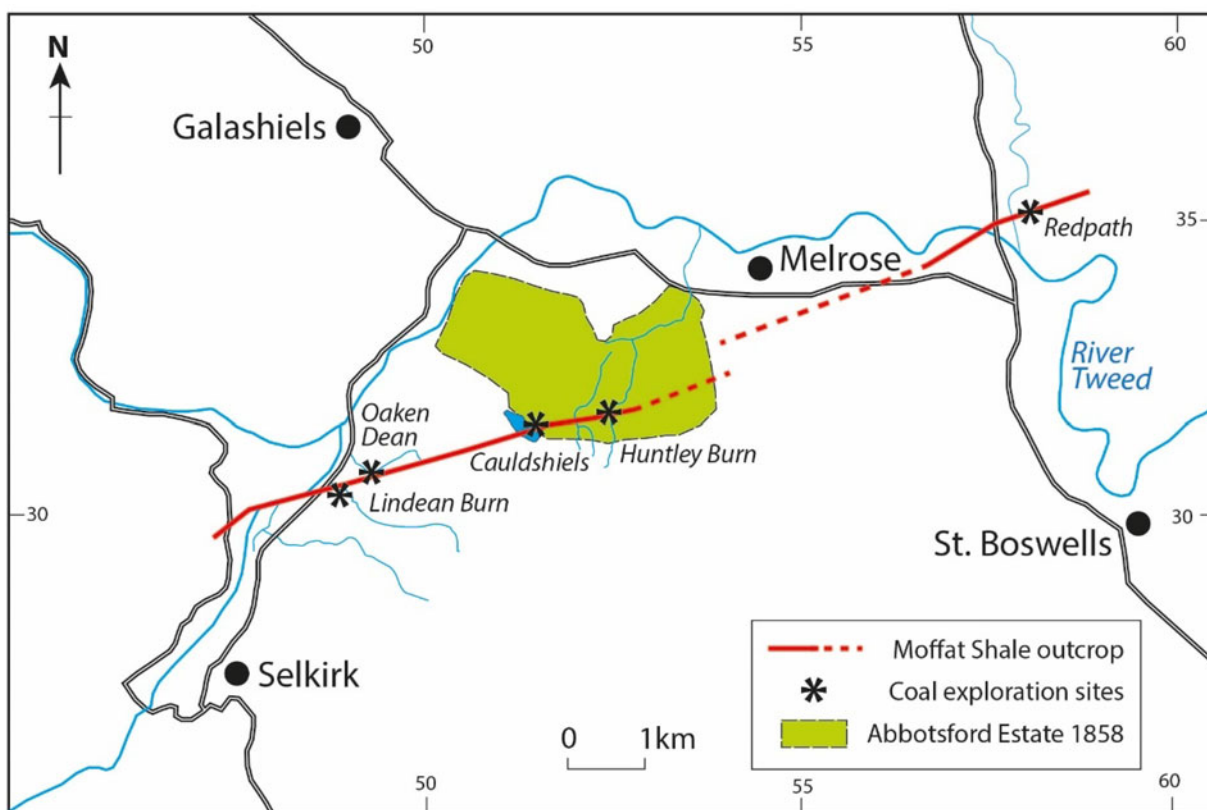 50
55
60
N
Galashiels
35
Redpath
Melrose
River
Tweed
Oaken
Dean
Cauldshiels
Huntley Burn
Lindean Burn
30
30
St. Boswells
Selkirk
Moffat Shale outcrop
Coal exploration sites
Abbotsford Estate 1858
0 1km
50
55
60